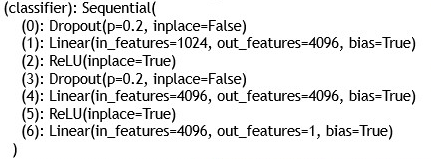 (classifier): Sequential(
(0): Dropout(p=0.2, inplace=False)
(1): Linear(in_features=1024, out_features=4096, bias=True)
(2): ReLU(inplace=True)
(3): Dropout(p=0.2, inplace=False)
(4): Linear(in_features=4096, out_features=4096, bias=True)
(5): ReLU(inplace=True)
(6): Linear(in_features=4096, out_features=1, bias=True)
)